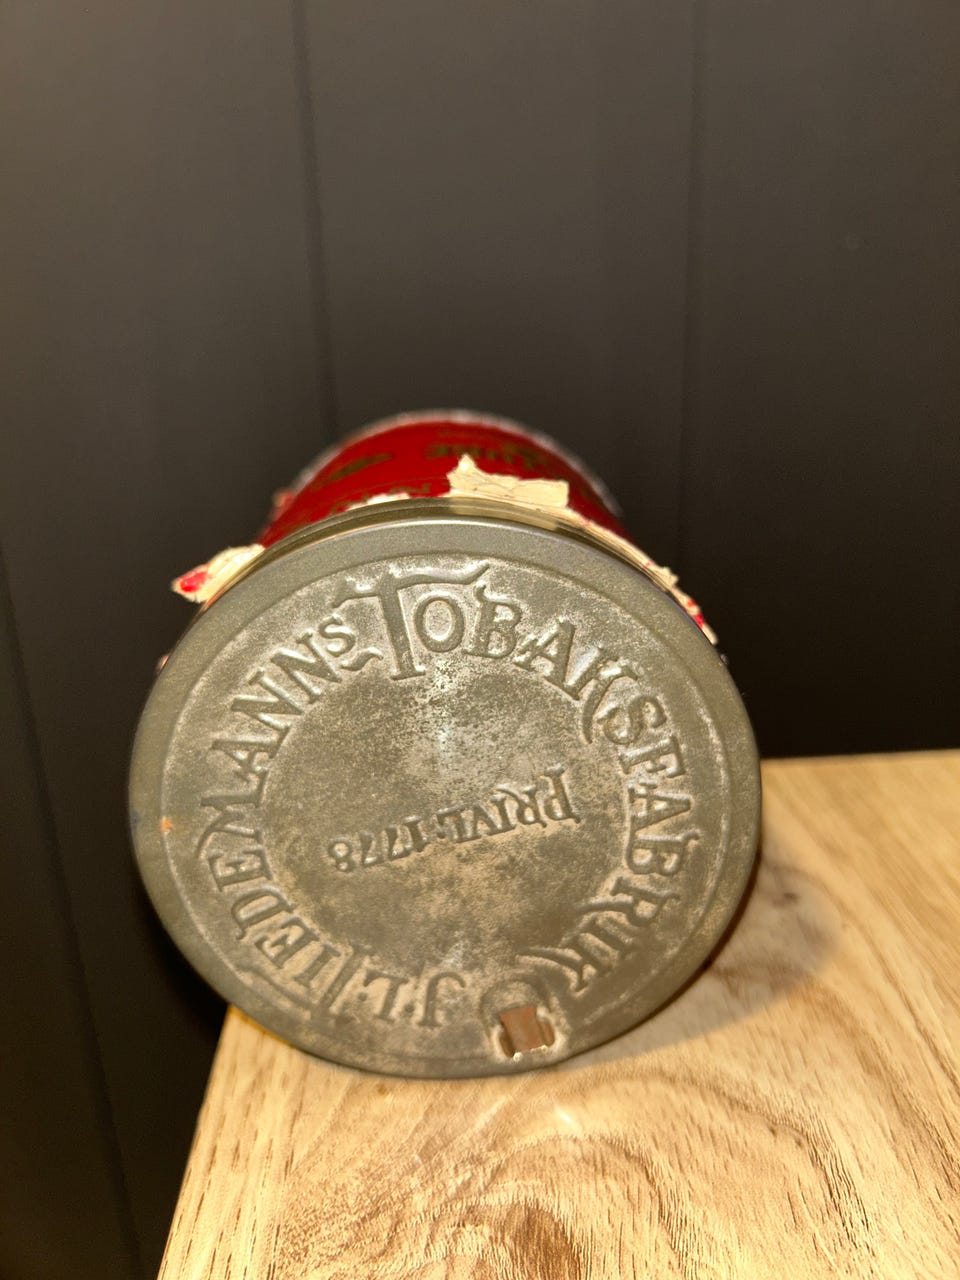 J.L. TIEDEMANNS TOBAKSFABRIK
PRIVL. 1778